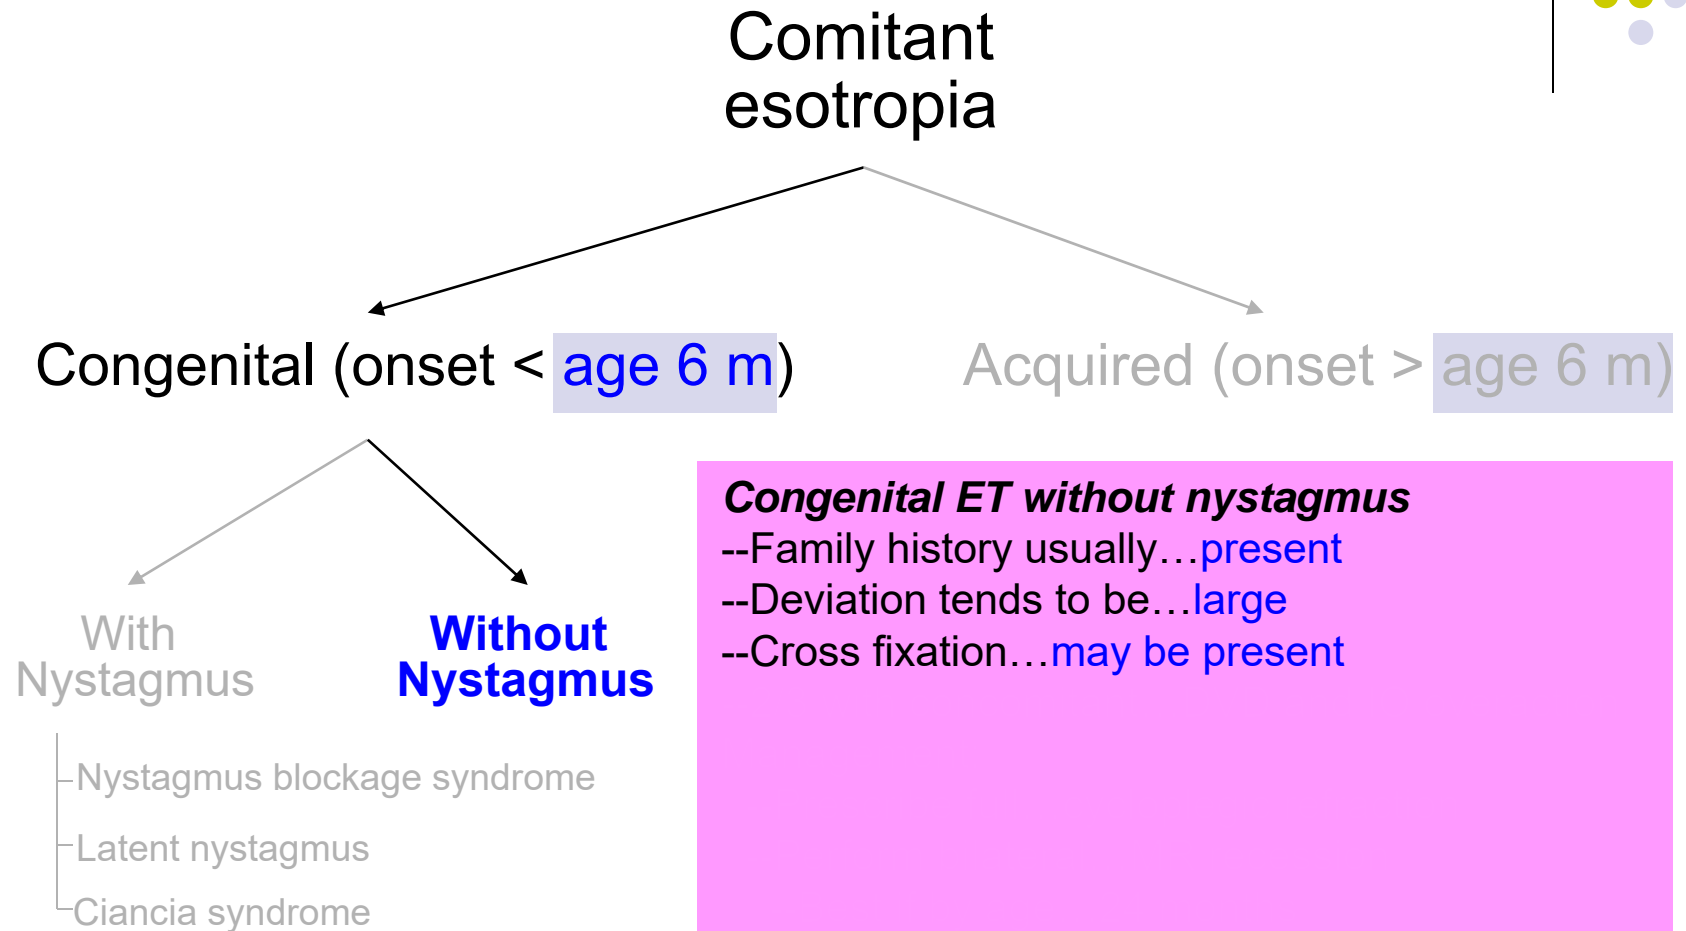 Comitant
esotropia
Congenital (onset < age 6 m)
Acquired (onset > age 6 m)
Congenital ET without nystagmus
--Family history usually…present
--Deviation tends to be…large
--Cross fixation…may be present
With
Nystagmus
Without
Nystagmus
Nystagmus blockage syndrome
Latent nystagmus
Ciancia syndrome